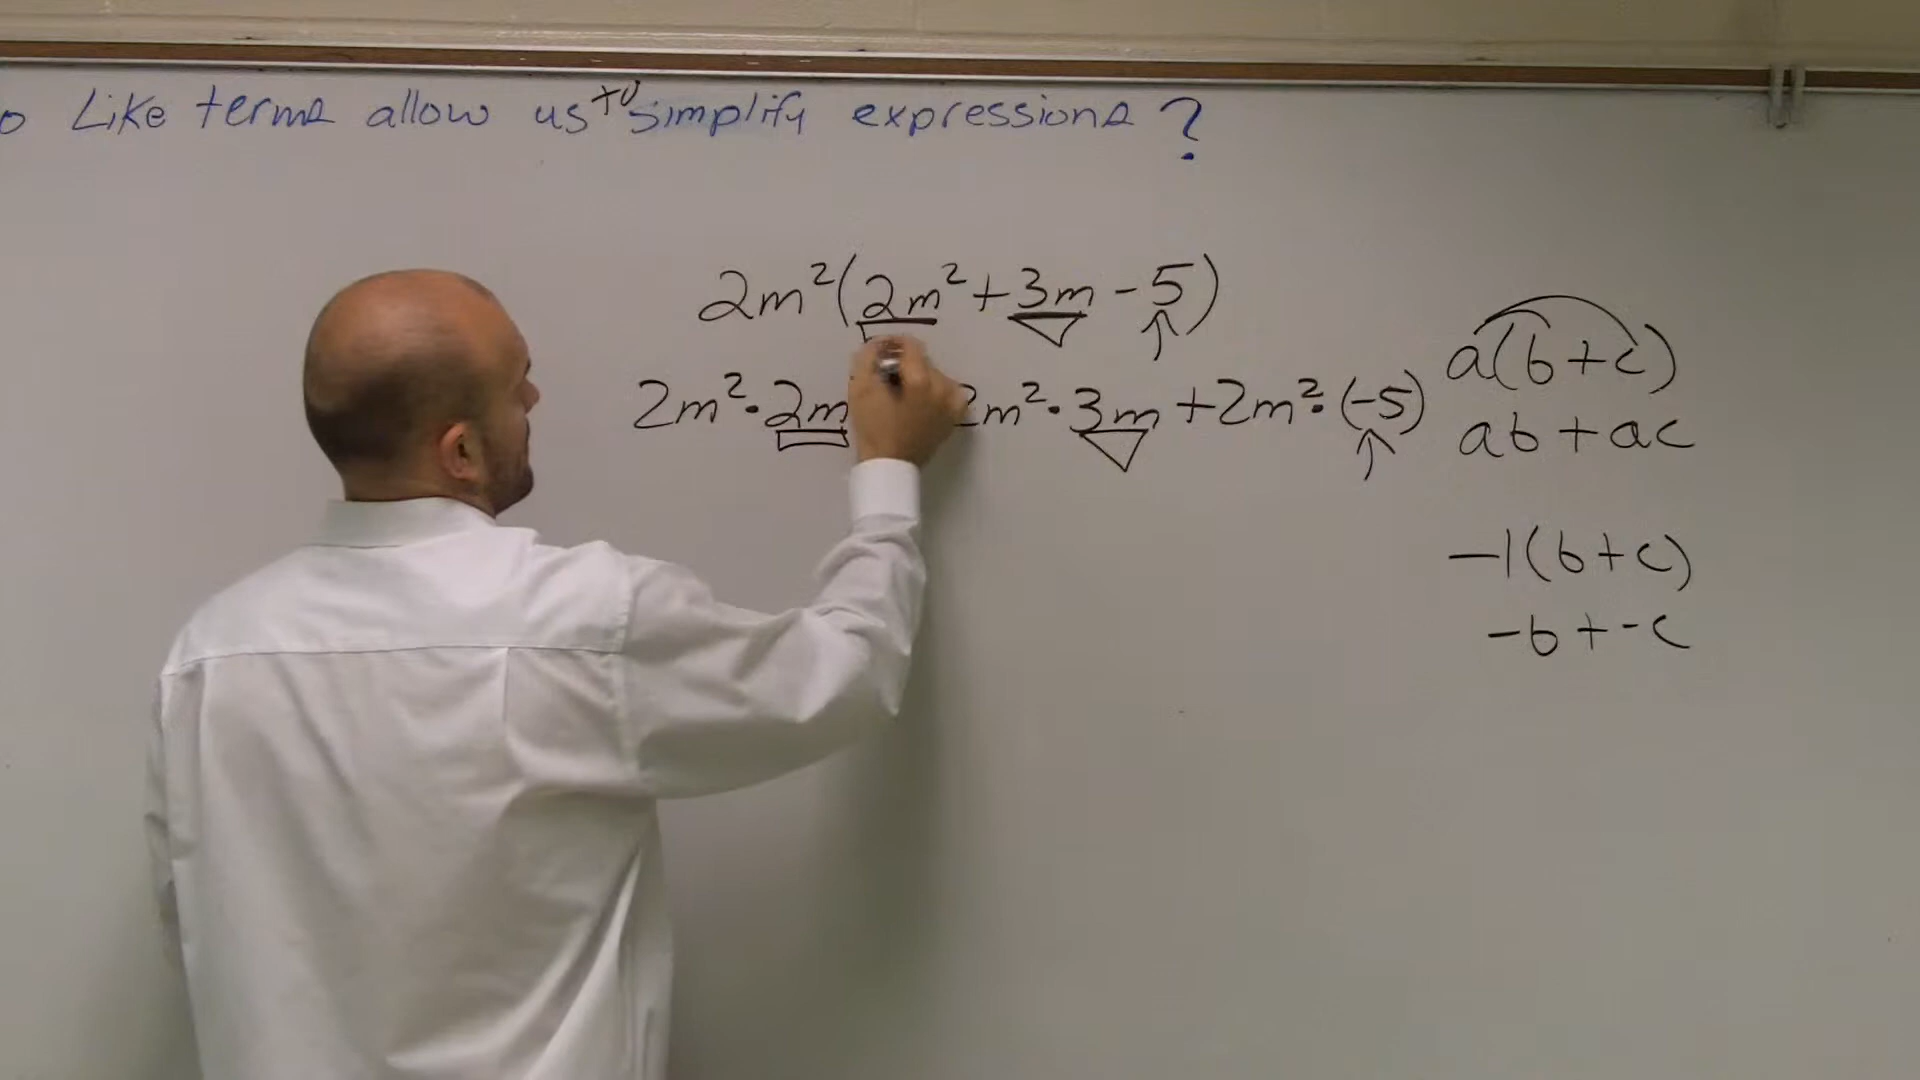 o Like terms allow us to simplify expressions?
2m²(2m²+3m-5)
2m²·2m 2m²·3m+2m²·(-5)
a(b+c)
ab+ac
-1(b+c)
-b+-c